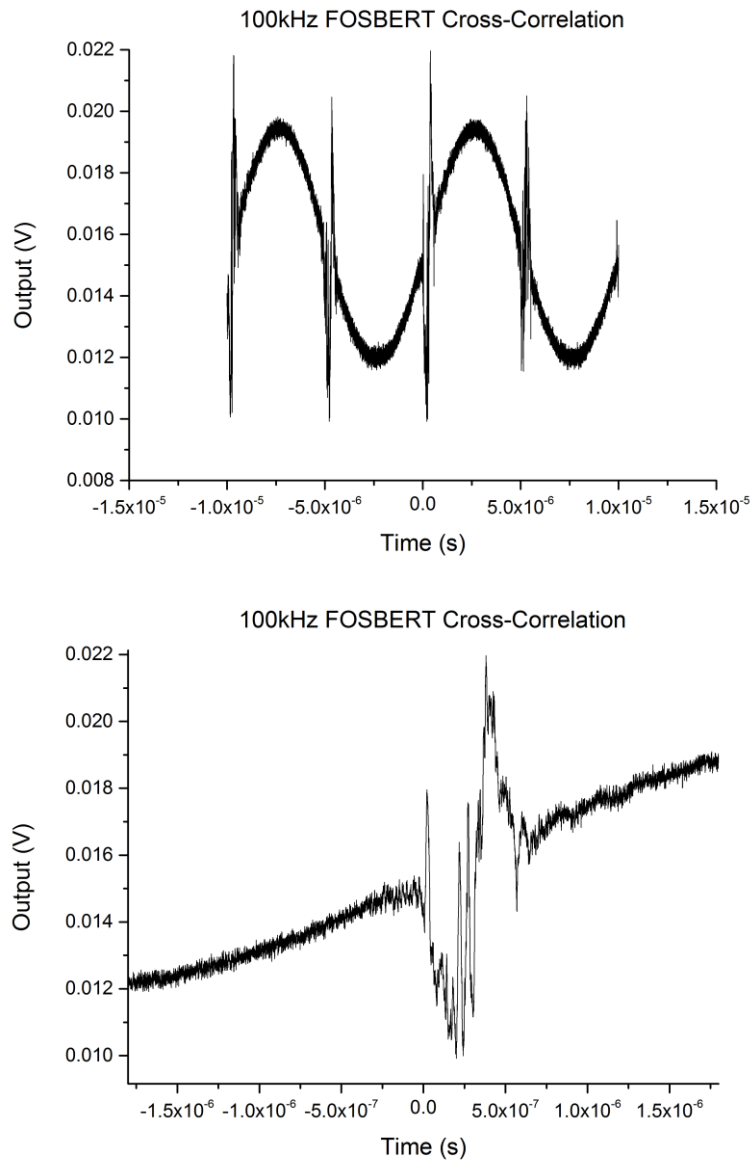 100kHz FOSBERT Cross-Correlation
0.022
0.020
0.018
0.016
0.014
0.012
0.010
0.008
Output (V)
-1.5x10⁻⁵ -1.0x10⁻⁵ -5.0x10⁻⁶ 0.0 5.0x10⁻⁶ 1.0x10⁻⁵ 1.5x10⁻⁵
Time (s)
100kHz FOSBERT Cross-Correlation
0.022
0.020
0.018
0.016
0.014
0.012
0.010
Output (V)
-1.5x10⁻⁶ -1.0x10⁻⁶ -5.0x10⁻⁷ 0.0 5.0x10⁻⁷ 1.0x10⁻⁶ 1.5x10⁻⁶
Time (s)